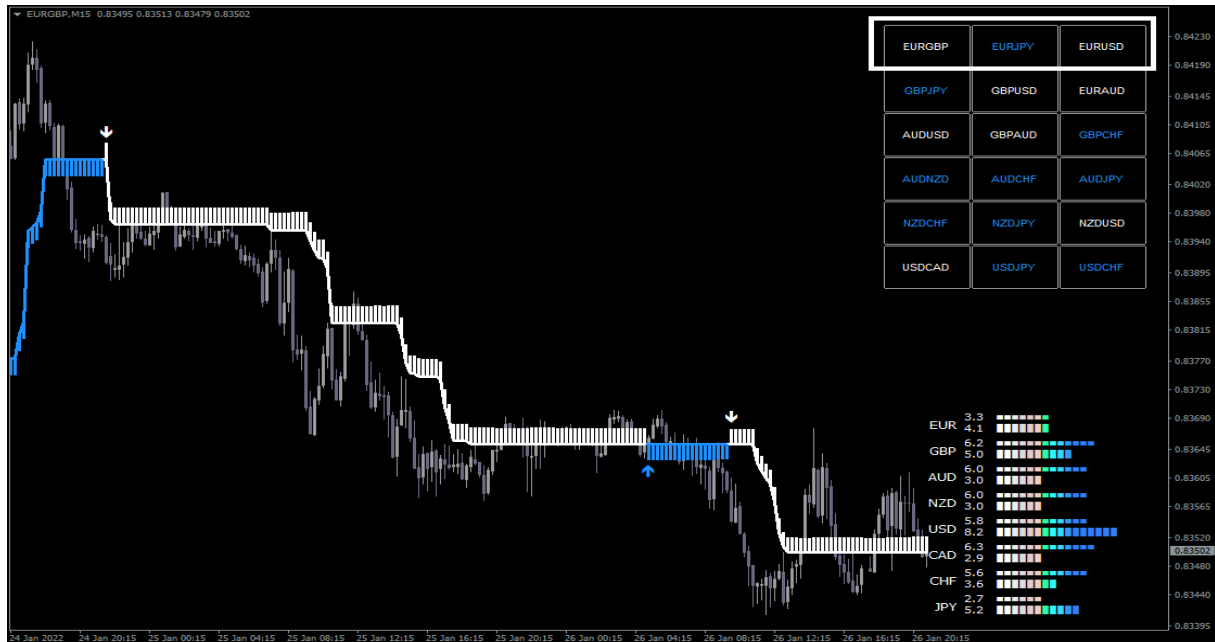 EURGBP,M15 0.83495 0.83513 0.83479 0.83502
EURGBP EURJPY EURUSD
GBPJPY GBPUSD EURAUD
AUDUSD GBPAUD GBPCHF
AUDNZD AUDCHF AUDJPY
NZDCHF NZDJPY NZDUSD
USDCAD USDJPY USDCHF
0.84230
0.84190
0.84145
0.84105
0.84065
0.84020
0.83980
0.83940
0.83895
0.83855
0.83815
0.83770
0.83730
0.83690
0.83645
0.83605
0.83565
0.83520
0.83502
0.83480
0.83440
0.83395
EUR 3.3
4.1
GBP 6.2
5.0
AUD 6.0
3.0
NZD 6.0
3.0
USD 5.8
8.2
CAD 6.3
2.9
CHF 5.6
3.6
JPY 2.7
5.2
24 Jan 2022 24 Jan 20:15 25 Jan 00:15 25 Jan 04:15 25 Jan 08:15 25 Jan 12:15 25 Jan 16:15 25 Jan 20:15 26 Jan 00:15 26 Jan 04:15 26 Jan 08:15 26 Jan 12:15 26 Jan 16:15 26 Jan 20:15